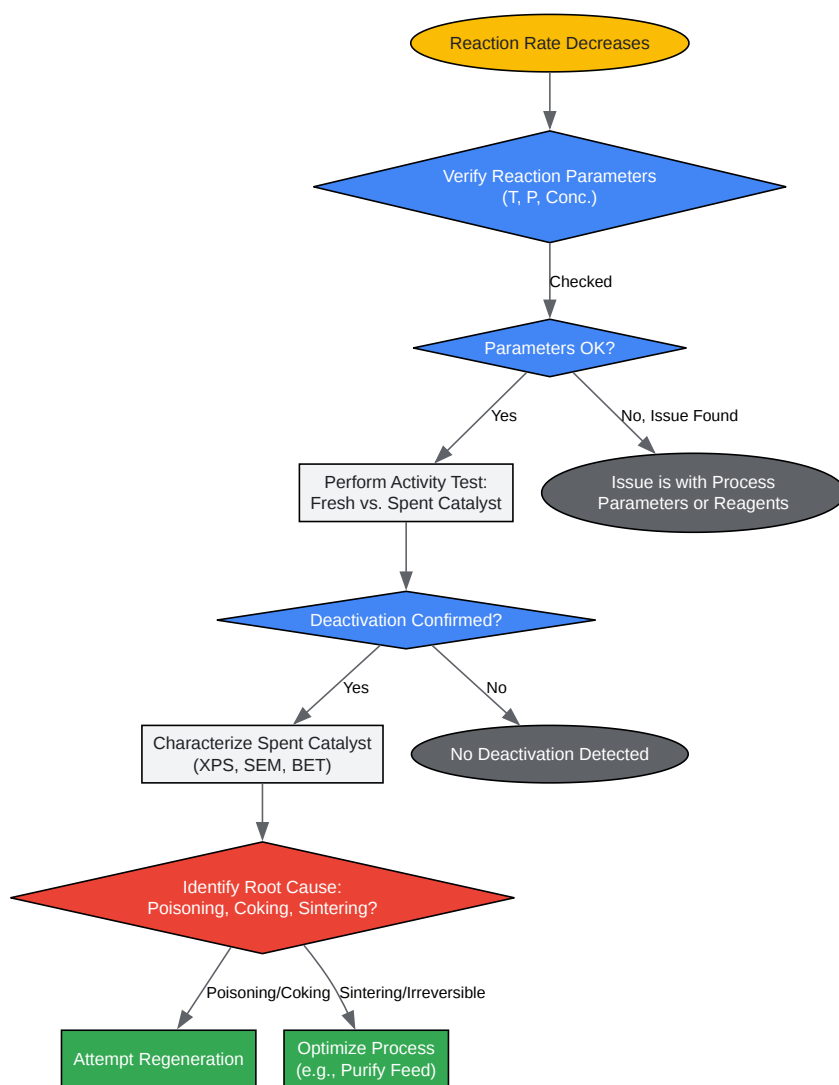 Reaction Rate Decreases
Verify Reaction Parameters
(T, P, Conc.)
Checked
Parameters OK?
Yes
No, Issue Found
Perform Activity Test:
Fresh vs. Spent Catalyst
Issue is with Process
Parameters or Reagents
Deactivation Confirmed?
Yes
No
Characterize Spent Catalyst
(XPS, SEM, BET)
No Deactivation Detected
Identify Root Cause:
Poisoning, Coking, Sintering?
Poisoning/Coking
Sintering/Irreversible
Attempt Regeneration
Optimize Process
(e.g., Purify Feed)